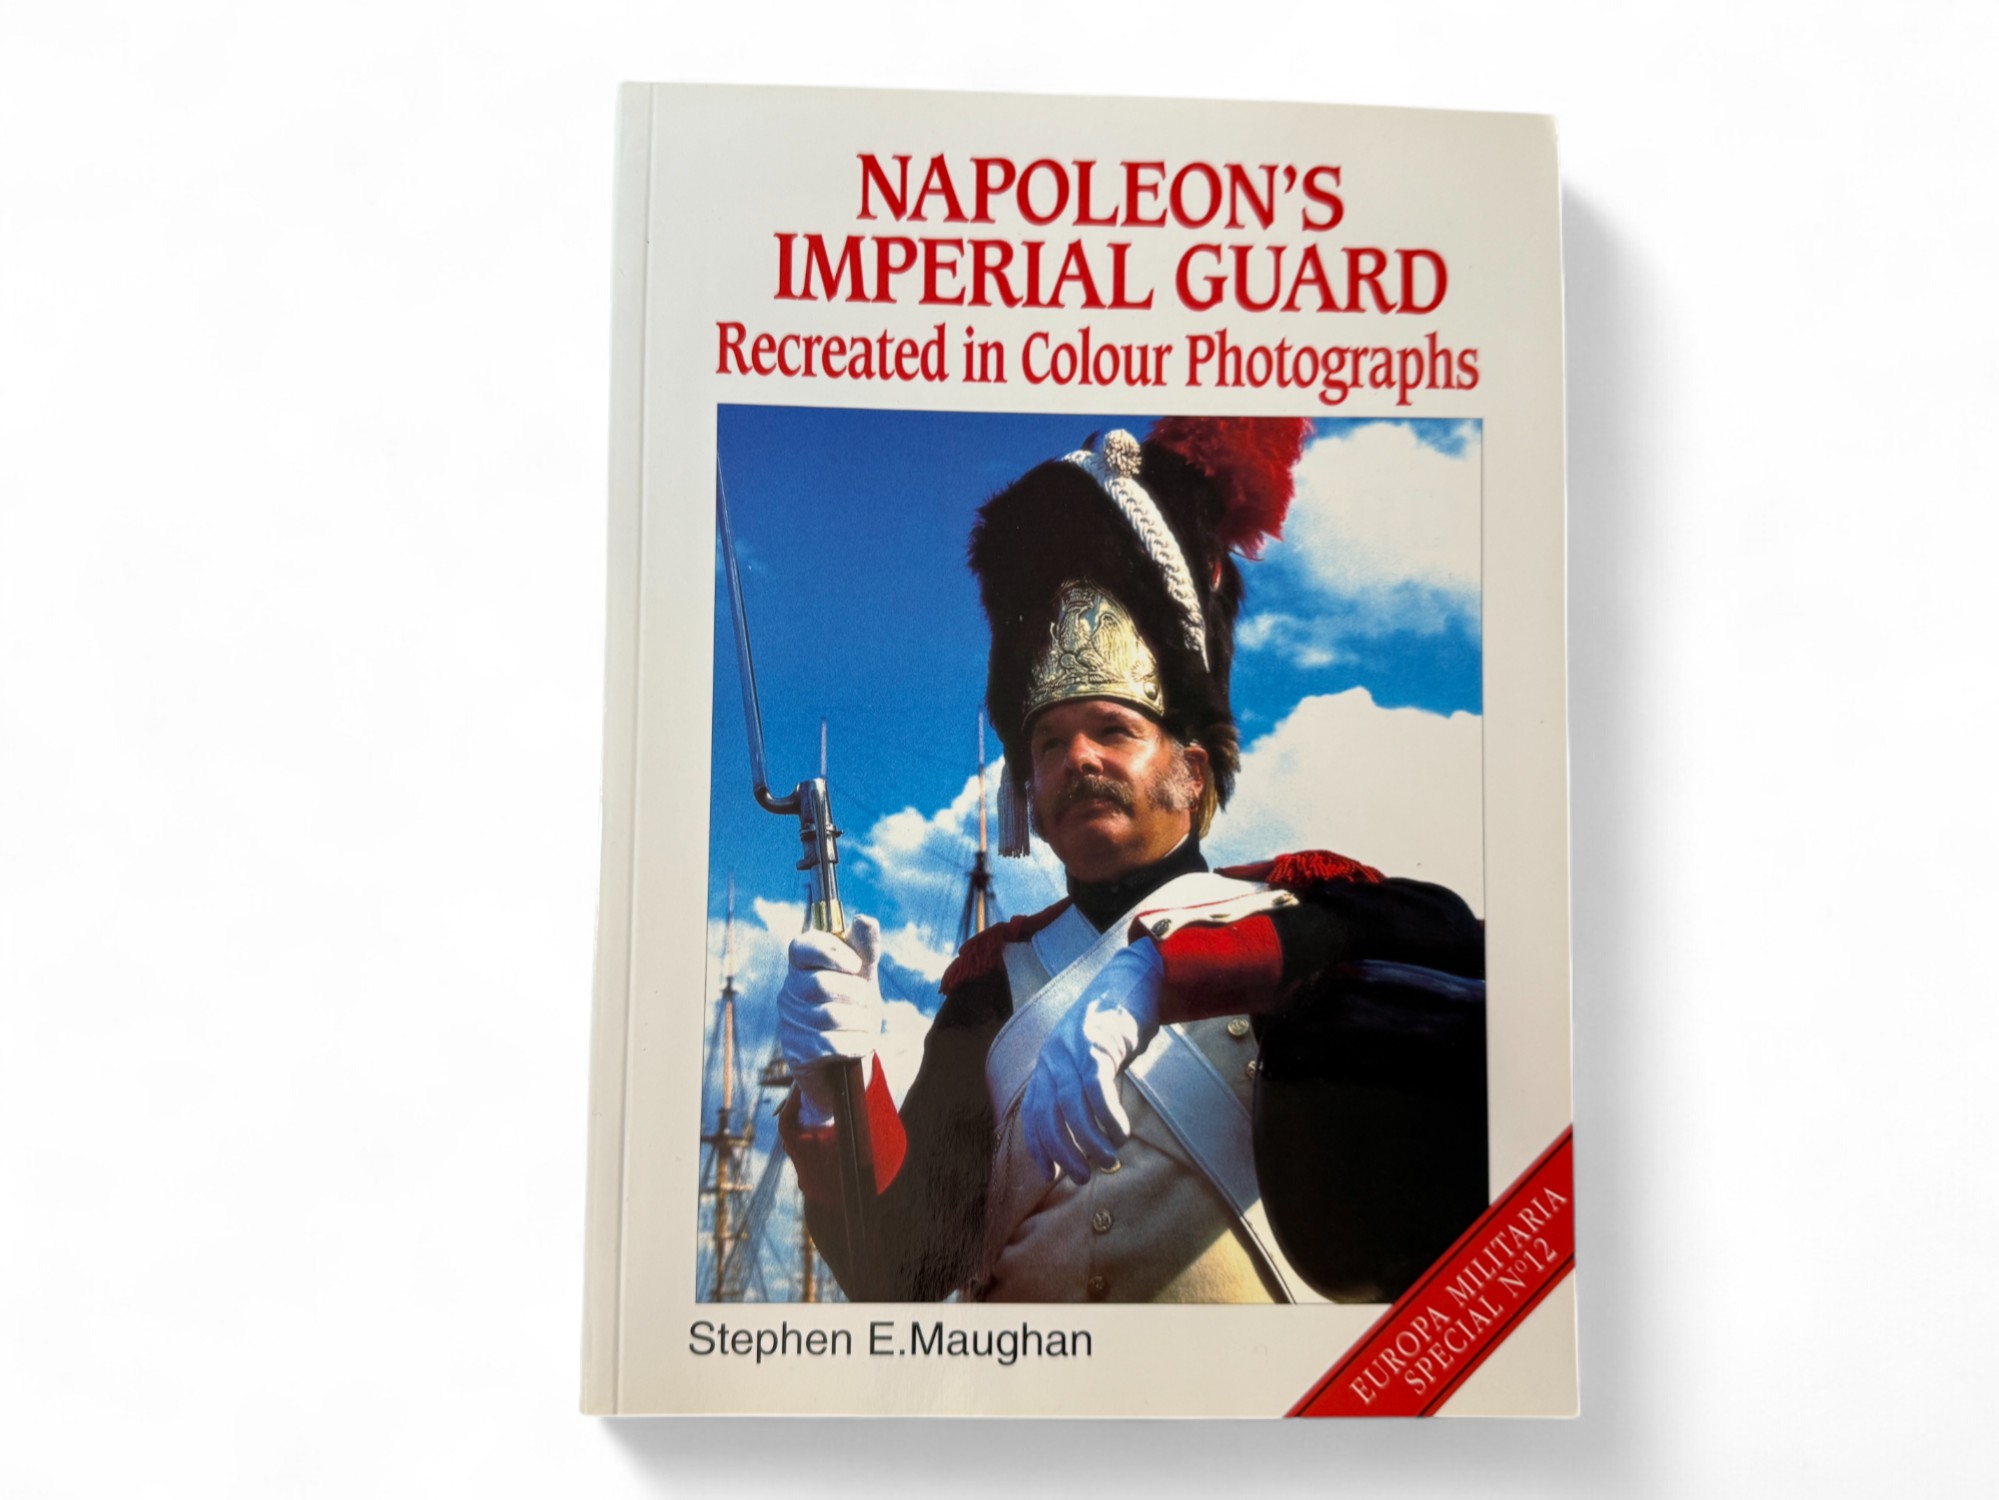 NAPOLEON'S
IMPERIAL GUARD
Recreated in Colour Photographs
Stephen E.Maughan
EUROPA MILITARIA
SPECIAL Nº12